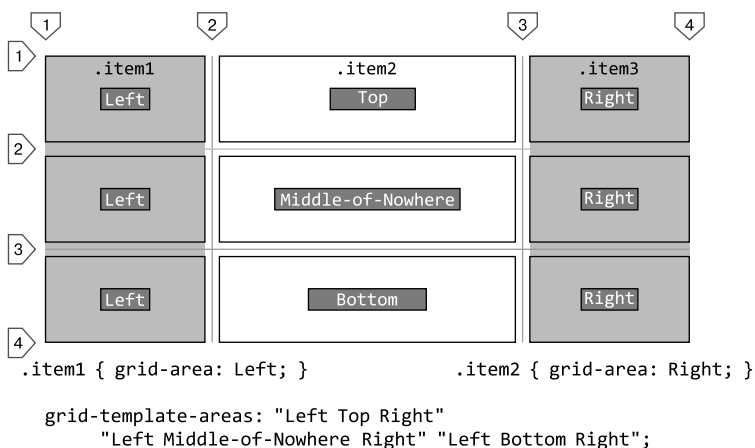 1 2 3 4
1
.item1 .item2 .item3
Left Top Right
2
Left Middle-of-Nowhere Right
3
Left Bottom Right
4
.item1 { grid-area: Left; } .item2 { grid-area: Right; }
grid-template-areas: "Left Top Right"
"Left Middle-of-Nowhere Right" "Left Bottom Right";